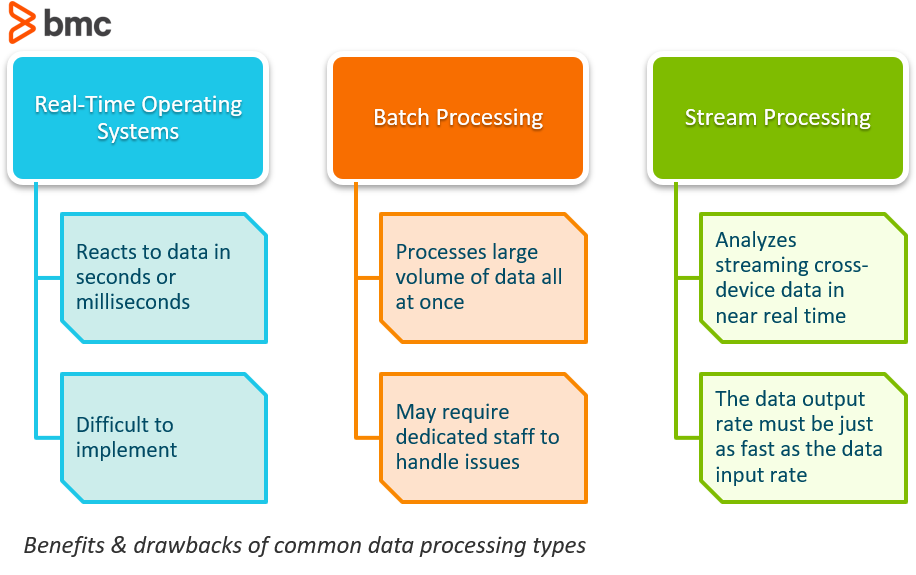 bmc
Real-Time Operating
Systems
Reacts to data in
seconds or
milliseconds
Difficult to
implement
Batch Processing
Processes large
volume of data all
at once
May require
dedicated staff to
handle issues
Stream Processing
Analyzes
streaming cross-
device data in
near real time
The data output
rate must be just
as fast as the data
input rate
Benefits & drawbacks of common data processing types